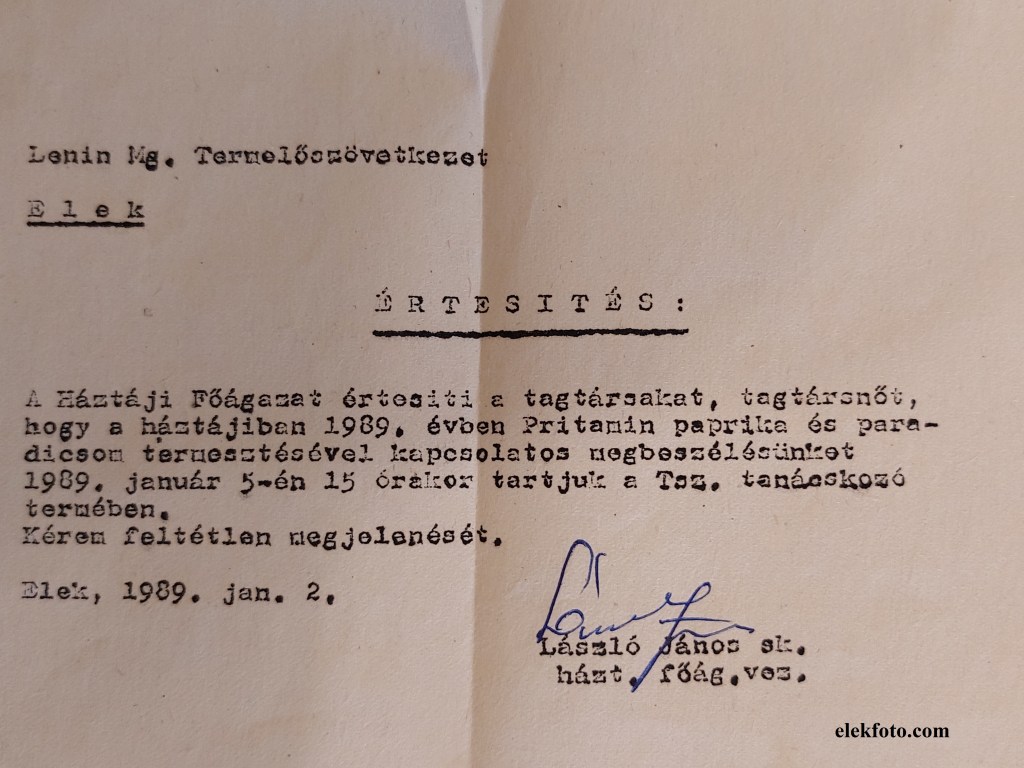 Lenin Mg. Termelőszövetkezet
E l e k
É R T E S I T É S :
A Háztáji Főágazat értesiti a tagtársakat, tagtársnőt,
hogy a háztájiban 1989. évben Pritamin paprika és para-
dicsom termesztésével kapcsolatos megbeszélésünket
1989. január 5-én 15 órakor tartjuk a Tsz. tanácskozó
termében.
Kérem feltétlen megjelenését.
Elek, 1989. jan. 2.
László János sk.
házt. főág.vez.
elekfoto.com